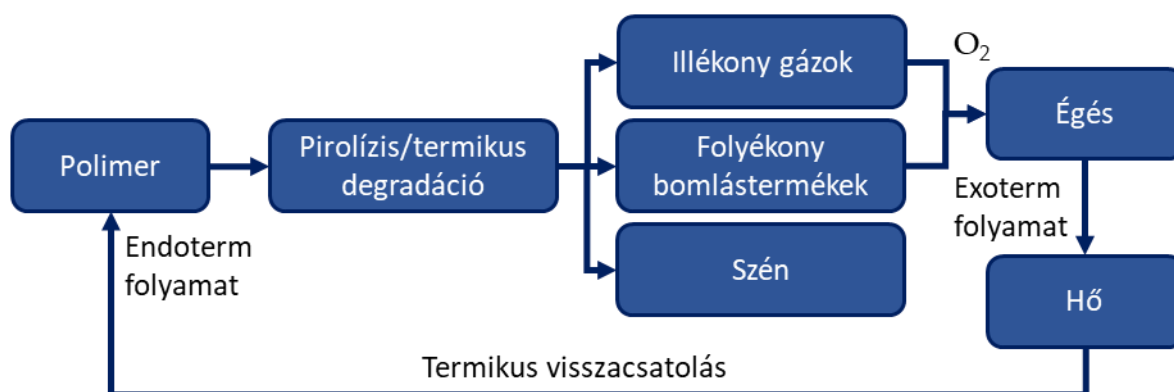 Polimer
Pirolízis/termikus
degradáció
Illékony gázok
Folyékony
bomlástermékek
Szén
O₂
Égés
Exoterm
folyamat
Hő
Endoterm
folyamat
Termikus visszacsatolás